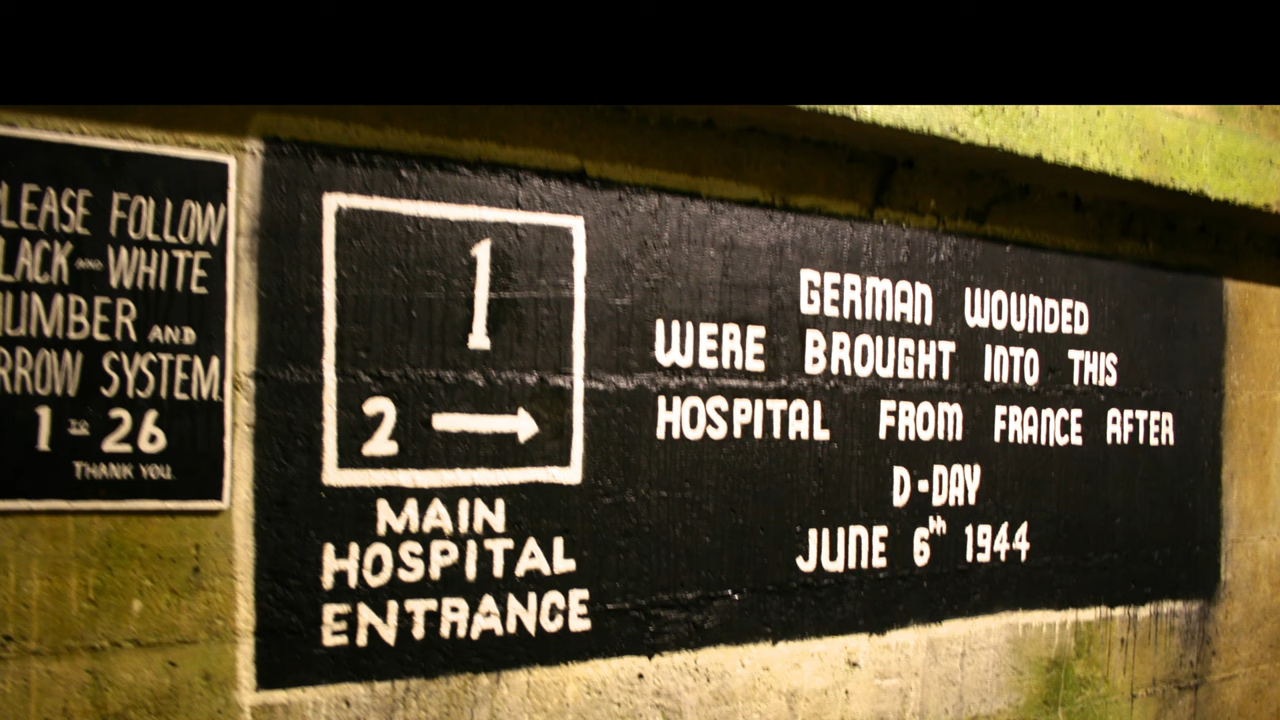 LEASE FOLLOW
LACK AND WHITE
UMBER AND
RROW SYSTEM.
1 TO 26
THANK YOU.
1
2 →
MAIN
HOSPITAL
ENTRANCE
GERMAN WOUNDED
WERE BROUGHT INTO THIS
HOSPITAL FROM FRANCE AFTER
D-DAY
JUNE 6th 1944